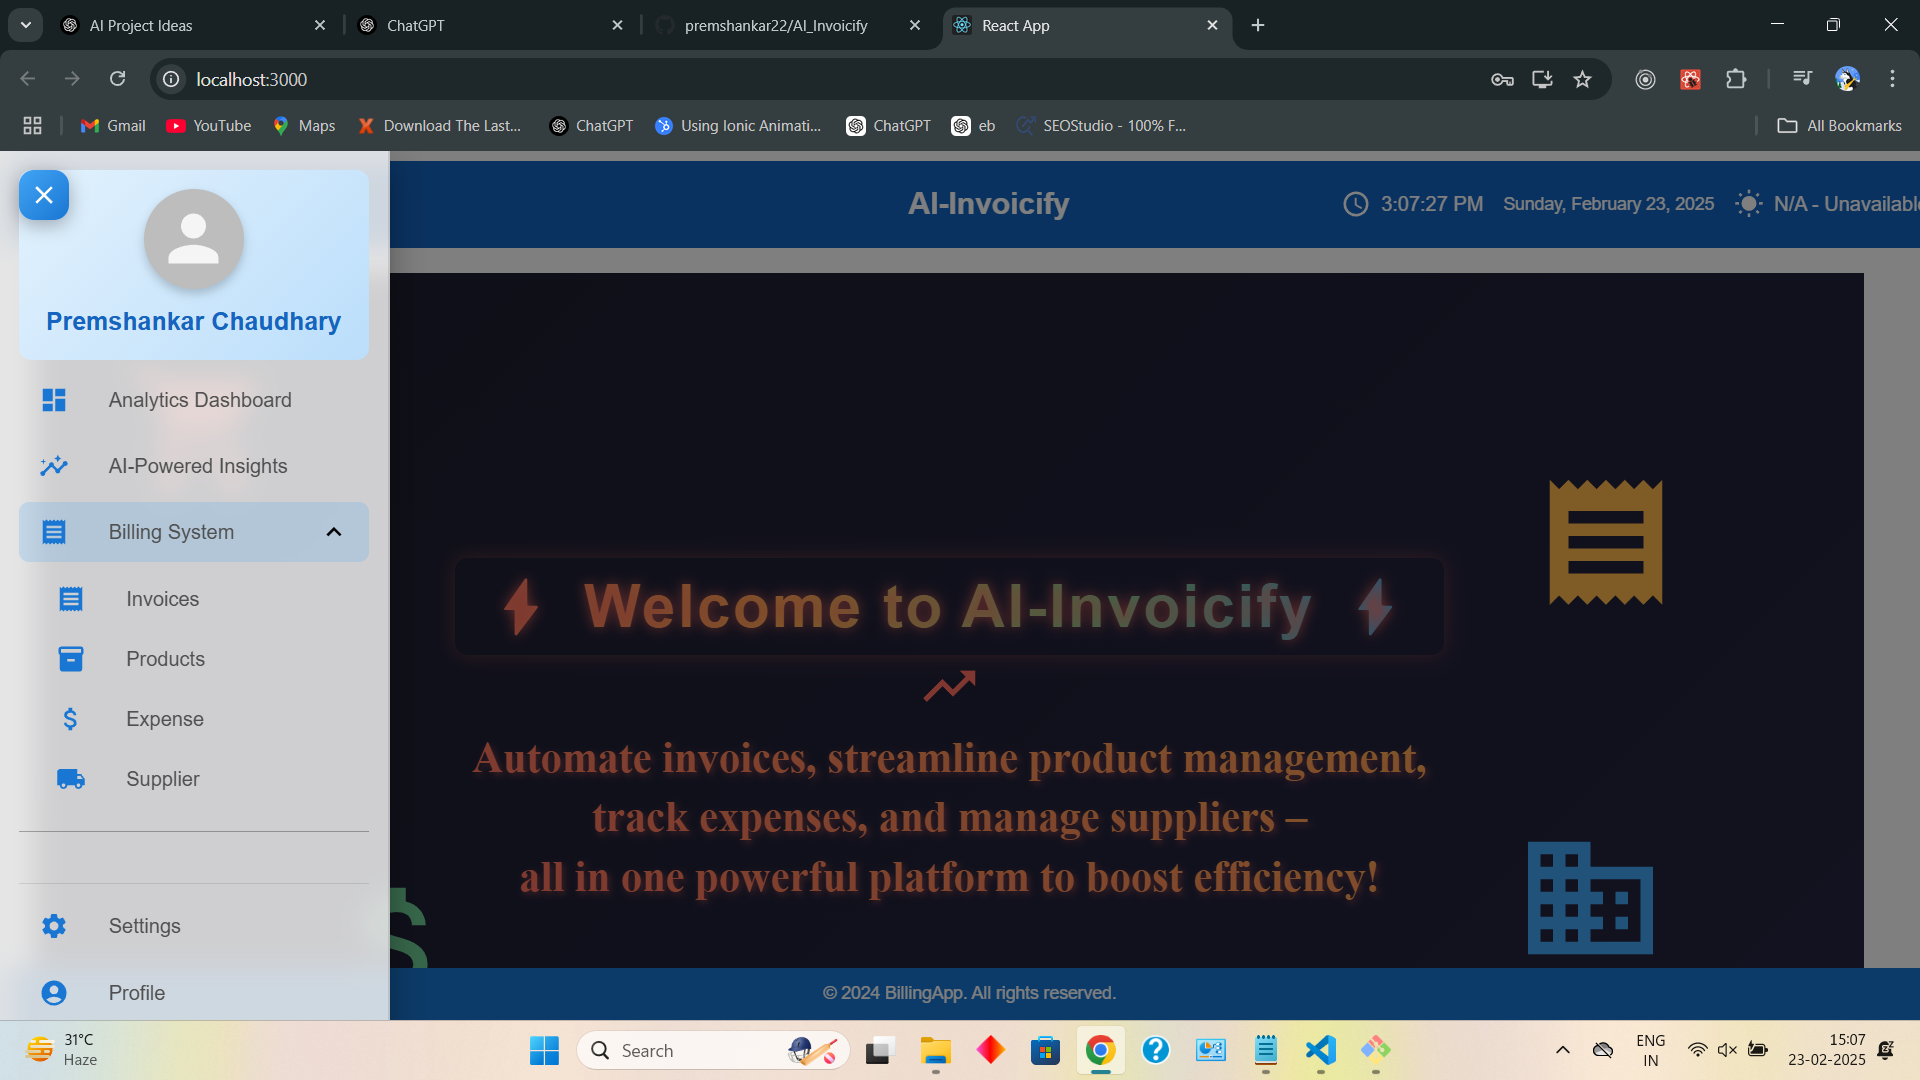 AI Project Ideas
ChatGPT
premshankar22/AI_Invoicify
React App
localhost:3000
Gmail
YouTube
Maps
Download The Last...
ChatGPT
Using Ionic Animati...
ChatGPT
eb
SEOStudio - 100% F...
All Bookmarks
AI-Invoicify
3:07:27 PM
Sunday, February 23, 2025
N/A - Unavailabl
Premshankar Chaudhary
Analytics Dashboard
AI-Powered Insights
Billing System
Invoices
Products
Expense
Supplier
Settings
Profile
Welcome to AI-Invoicify
Automate invoices, streamline product management,
track expenses, and manage suppliers –
all in one powerful platform to boost efficiency!
© 2024 BillingApp. All rights reserved.
31°C
Haze
Search
ENG
IN
15:07
23-02-2025